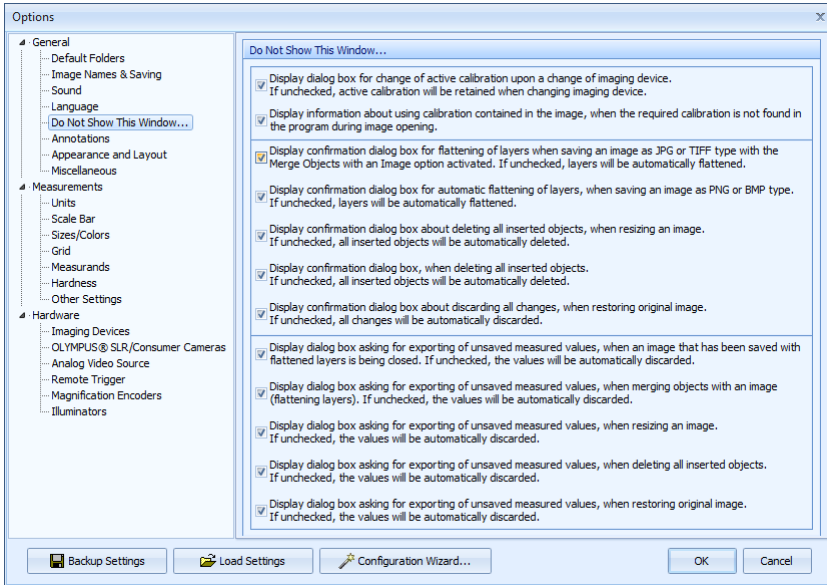 Options
General
Default Folders
Image Names & Saving
Sound
Language
Do Not Show This Window...
Annotations
Appearance and Layout
Miscellaneous
Measurements
Units
Scale Bar
Sizes/Colors
Grid
Measurands
Hardness
Other Settings
Hardware
Imaging Devices
OLYMPUS® SLR/Consumer Cameras
Analog Video Source
Remote Trigger
Magnification Encoders
Illuminators
Do Not Show This Window...
Display dialog box for change of active calibration upon a change of imaging device.
If unchecked, active calibration will be retained when changing imaging device.
Display information about using calibration contained in the image, when the required calibration is not found in
the program during image opening.
Display confirmation dialog box for flattening of layers when saving an image as JPG or TIFF type with the
Merge Objects with an Image option activated. If unchecked, layers will be automatically flattened.
Display confirmation dialog box for automatic flattening of layers, when saving an image as PNG or BMP type.
If unchecked, layers will be automatically flattened.
Display confirmation dialog box about deleting all inserted objects, when resizing an image.
If unchecked, all inserted objects will be automatically deleted.
Display confirmation dialog box, when deleting all inserted objects.
If unchecked, all inserted objects will be automatically deleted.
Display confirmation dialog box about discarding all changes, when restoring original image.
If unchecked, all changes will be automatically discarded.
Display dialog box asking for exporting of unsaved measured values, when an image that has been saved with
flattened layers is being closed. If unchecked, the values will be automatically discarded.
Display dialog box asking for exporting of unsaved measured values, when merging objects with an image
(flattening layers). If unchecked, the values will be automatically discarded.
Display dialog box asking for exporting of unsaved measured values, when resizing an image.
If unchecked, the values will be automatically discarded.
Display dialog box asking for exporting of unsaved measured values, when deleting all inserted objects.
If unchecked, the values will be automatically discarded.
Display dialog box asking for exporting of unsaved measured values, when restoring original image.
If unchecked, the values will be automatically discarded.
Backup Settings
Load Settings
Configuration Wizard...
OK
Cancel